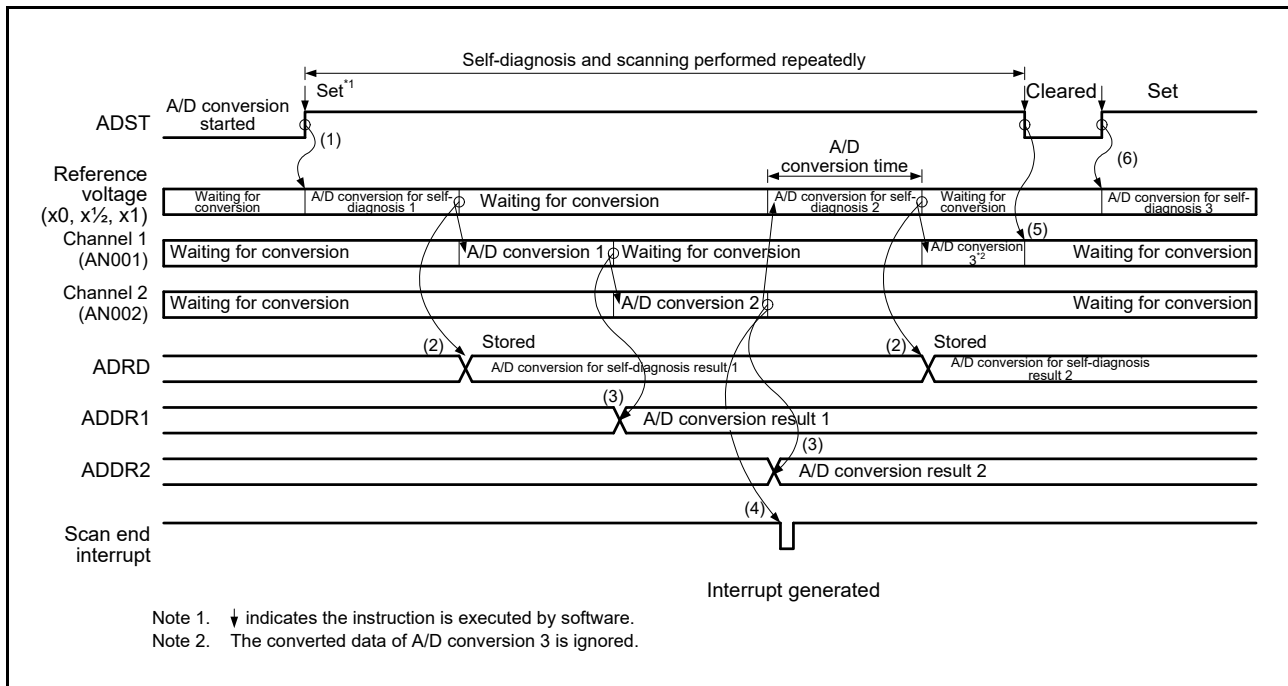 Self-diagnosis and scanning performed repeatedly
A/D conversion
started
Set*1
Cleared
Set
ADST
(1)
A/D
conversion time
(6)
Reference
voltage
(x0, x½, x1)
Waiting for
conversion
A/D conversion for self-
diagnosis 1
Waiting for conversion
A/D conversion for self-
diagnosis 2
Waiting for
conversion
A/D conversion for self-
diagnosis 3
(5)
Channel 1
(AN001)
Waiting for conversion
A/D conversion 1
Waiting for conversion
A/D conversion
3*2
Waiting for conversion
Channel 2
(AN002)
Waiting for conversion
A/D conversion 2
Waiting for conversion
(2)
Stored
(2)
Stored
ADRD
A/D conversion for self-diagnosis result 1
A/D conversion for self-diagnosis
result 2
(3)
ADDR1
A/D conversion result 1
(3)
ADDR2
A/D conversion result 2
(4)
Scan end
interrupt
Interrupt generated
Note 1. ↓ indicates the instruction is executed by software.
Note 2. The converted data of A/D conversion 3 is ignored.